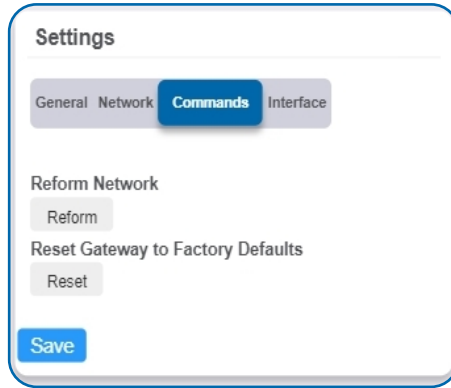 Settings
General Network Commands Interface
Reform Network
Reform
Reset Gateway to Factory Defaults
Reset
Save